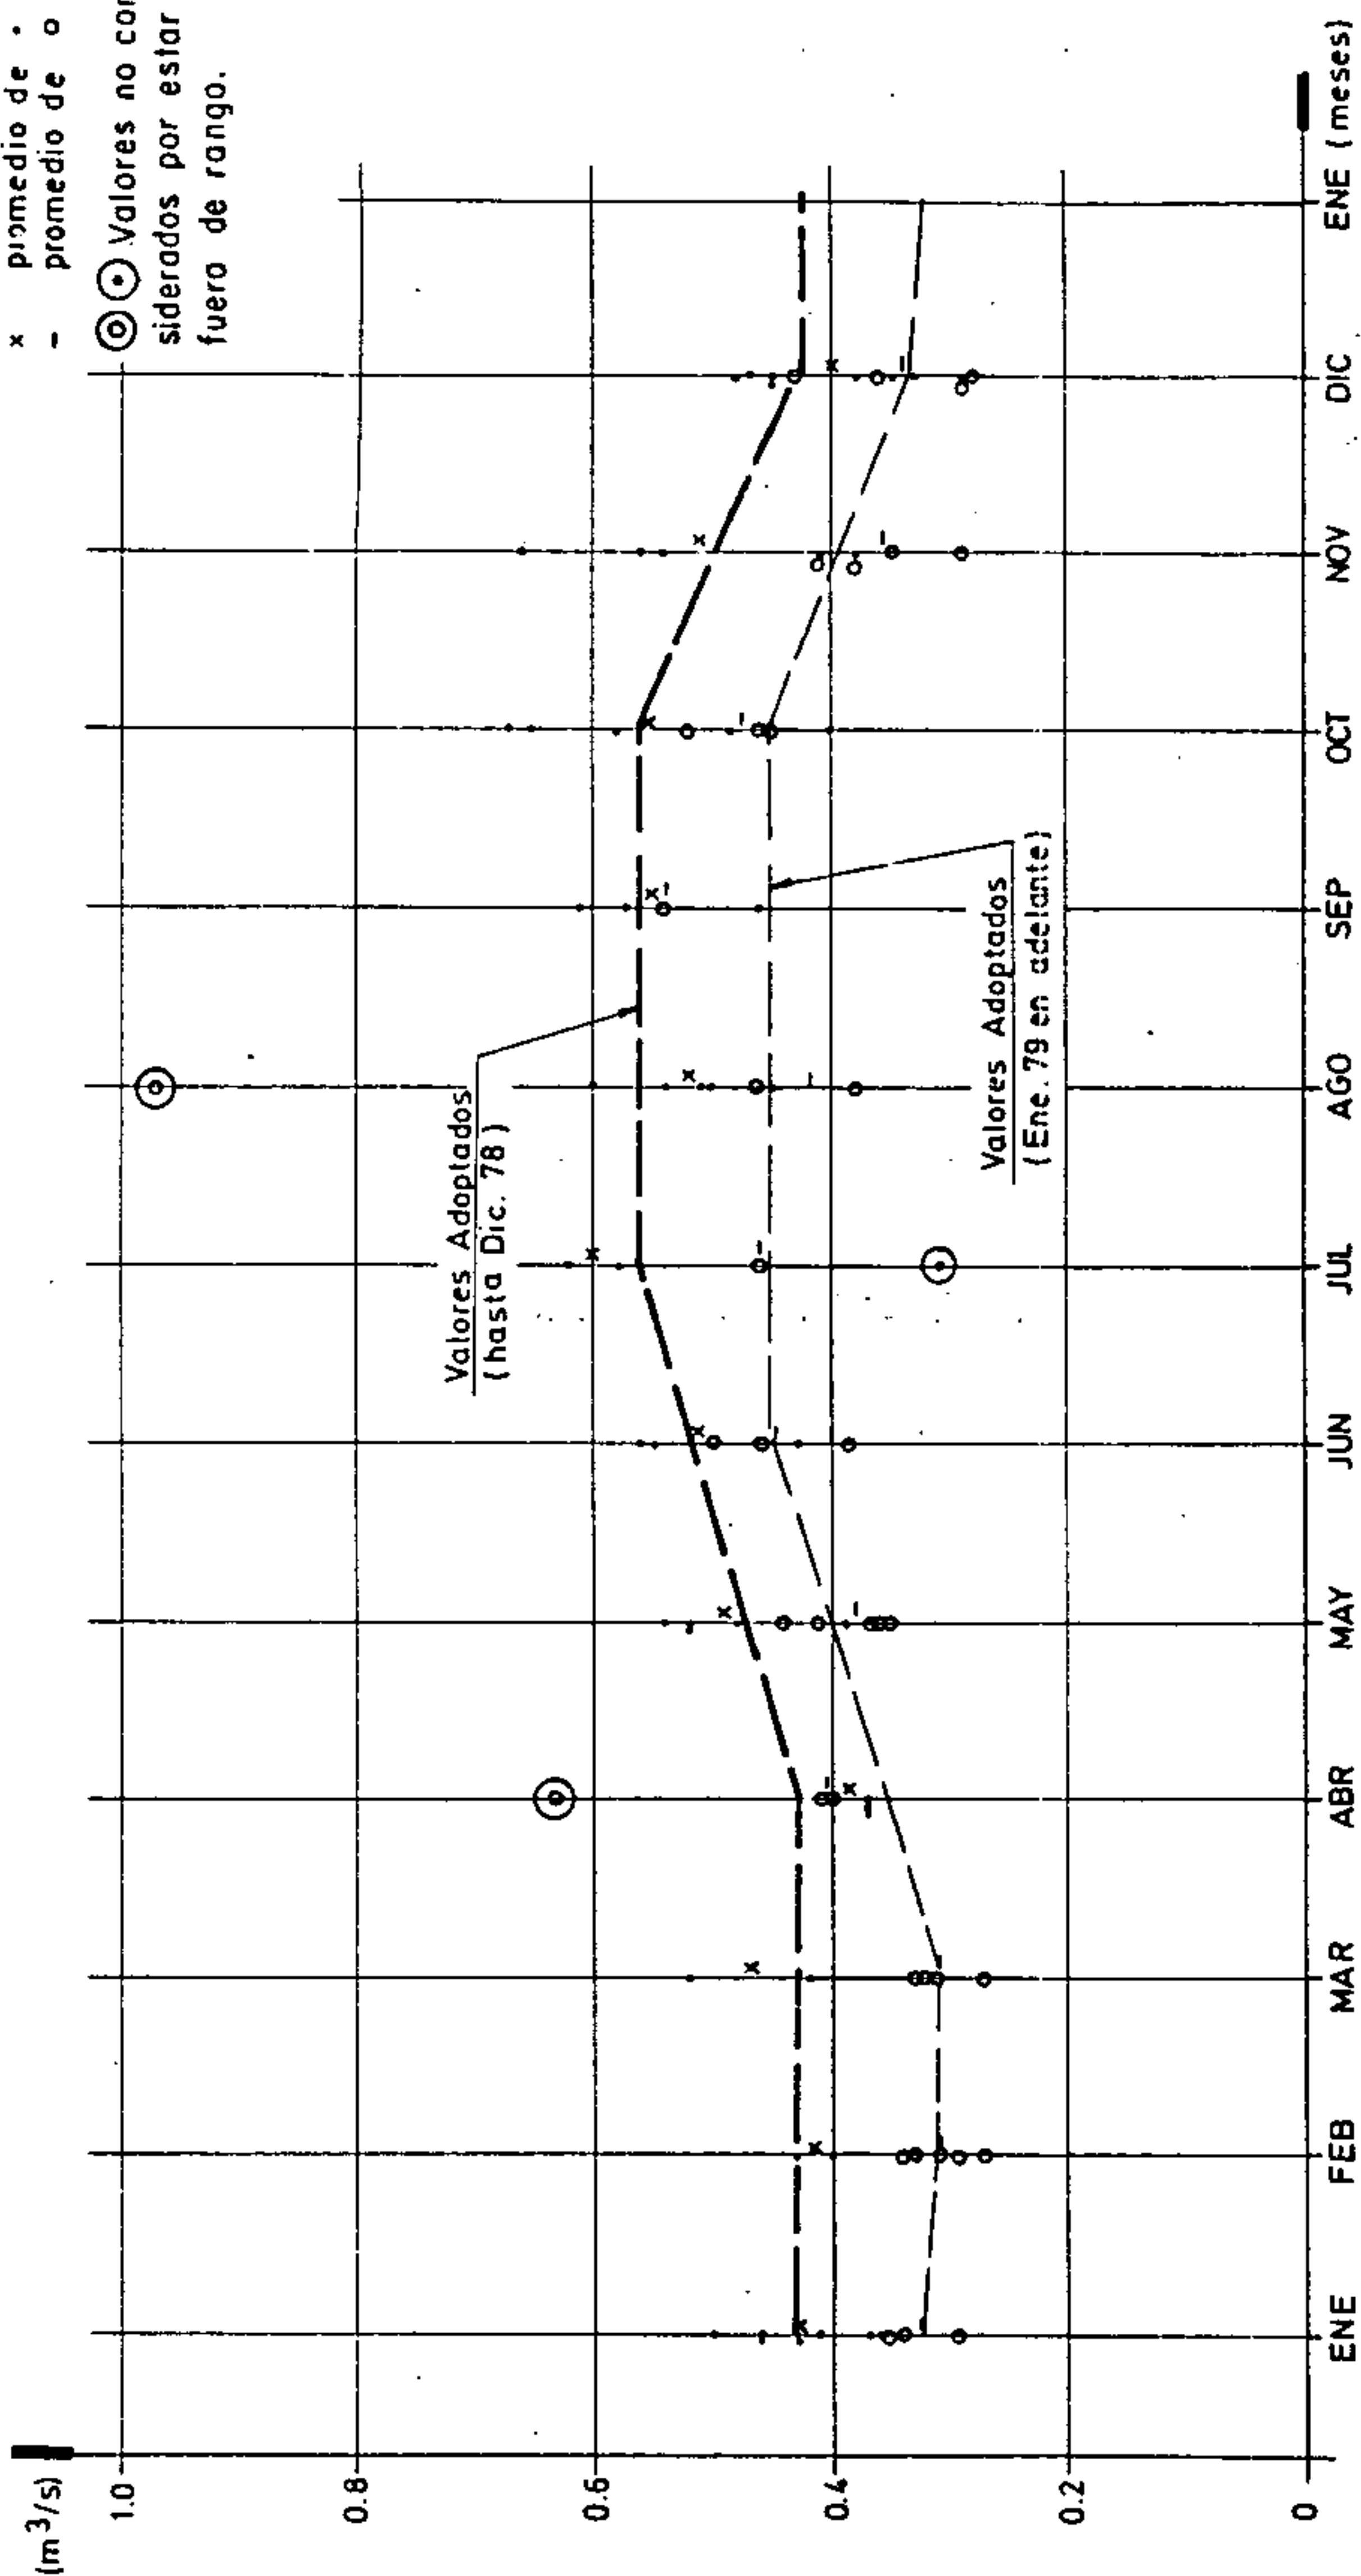 x promedio de •
– promedio de o
Valores no con
siderados por estar
fuera de rango.
(m³/s)
1.0
0.8
0.6
0.4
0.2
0
Valores Adoptados
(hasta Dic. 78)
Valores Adoptados
(Ene. 79 en adelante)
ENE FEB MAR ABR MAY JUN JUL AGO SEP OCT NOV DIC ENE (meses)